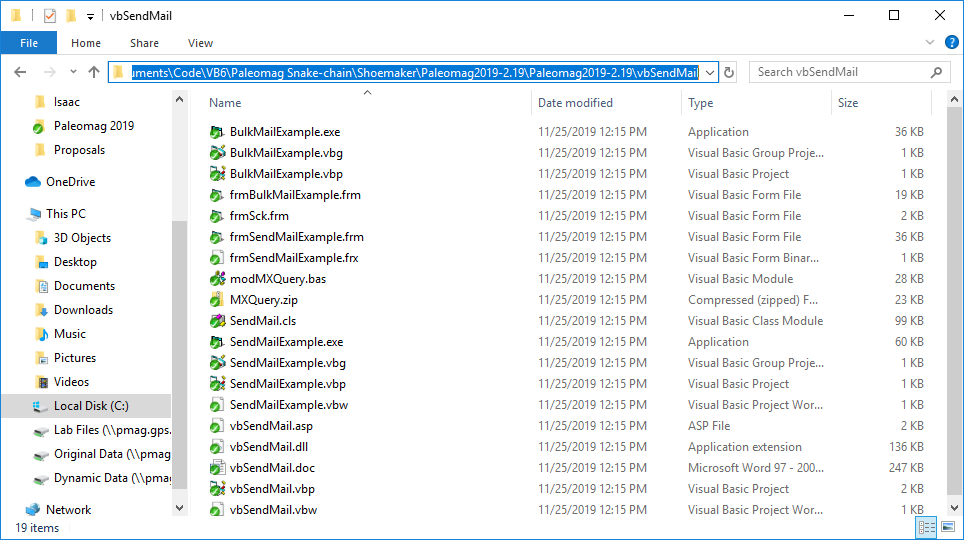 vbSendMail
File Home Share View
uments\Code\VB6\Paleomag Snake-chain\Shoemaker\Paleomag2019-2.19\Paleomag2019-2.19\vbSendMail
Search vbSendMail
Isaac
Paleomag 2019
Proposals
OneDrive
This PC
3D Objects
Desktop
Documents
Downloads
Music
Pictures
Videos
Local Disk (C:)
Lab Files (\\pmag.gps.
Original Data (\\pmag
Dynamic Data (\\pmag
Network
Name Date modified Type Size
BulkMailExample.exe 11/25/2019 12:15 PM Application 36 KB
BulkMailExample.vbg 11/25/2019 12:15 PM Visual Basic Group Proje... 1 KB
BulkMailExample.vbp 11/25/2019 12:15 PM Visual Basic Project 1 KB
frmBulkMailExample.frm 11/25/2019 12:15 PM Visual Basic Form File 19 KB
frmSck.frm 11/25/2019 12:15 PM Visual Basic Form File 2 KB
frmSendMailExample.frm 11/25/2019 12:15 PM Visual Basic Form File 36 KB
frmSendMailExample.frx 11/25/2019 12:15 PM Visual Basic Form Binar... 1 KB
modMXQuery.bas 11/25/2019 12:15 PM Visual Basic Module 28 KB
MXQuery.zip 11/25/2019 12:15 PM Compressed (zipped) F... 23 KB
SendMail.cls 11/25/2019 12:15 PM Visual Basic Class Module 99 KB
SendMailExample.exe 11/25/2019 12:15 PM Application 60 KB
SendMailExample.vbg 11/25/2019 12:15 PM Visual Basic Group Proje... 1 KB
SendMailExample.vbp 11/25/2019 12:15 PM Visual Basic Project 1 KB
SendMailExample.vbw 11/25/2019 12:15 PM Visual Basic Project Wor... 1 KB
vbSendMail.asp 11/25/2019 12:15 PM ASP File 2 KB
vbSendMail.dll 11/25/2019 12:15 PM Application extension 136 KB
vbSendMail.doc 11/25/2019 12:15 PM Microsoft Word 97 - 200... 247 KB
vbSendMail.vbp 11/25/2019 12:15 PM Visual Basic Project 2 KB
vbSendMail.vbw 11/25/2019 12:15 PM Visual Basic Project Wor... 1 KB
19 items